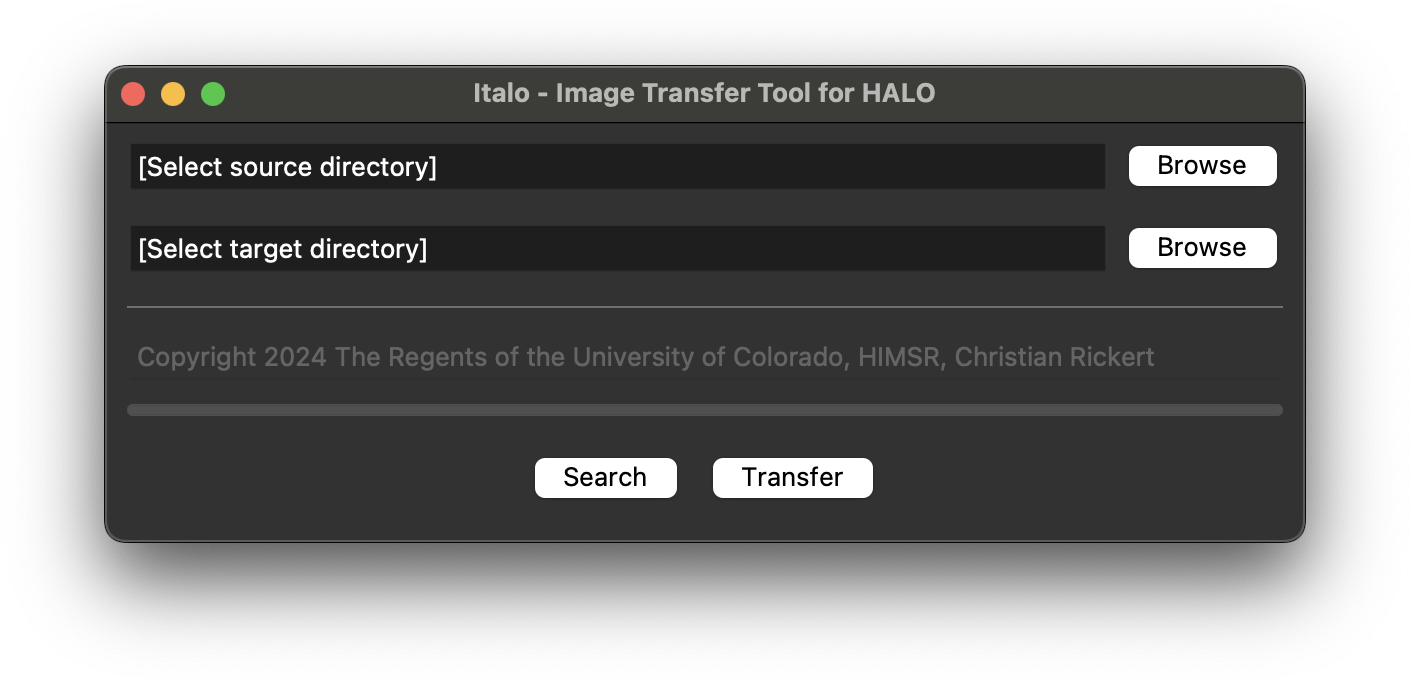 Italo - Image Transfer Tool for HALO
[Select source directory]
Browse
[Select target directory]
Browse
Copyright 2024 The Regents of the University of Colorado, HIMSR, Christian Rickert
Search
Transfer